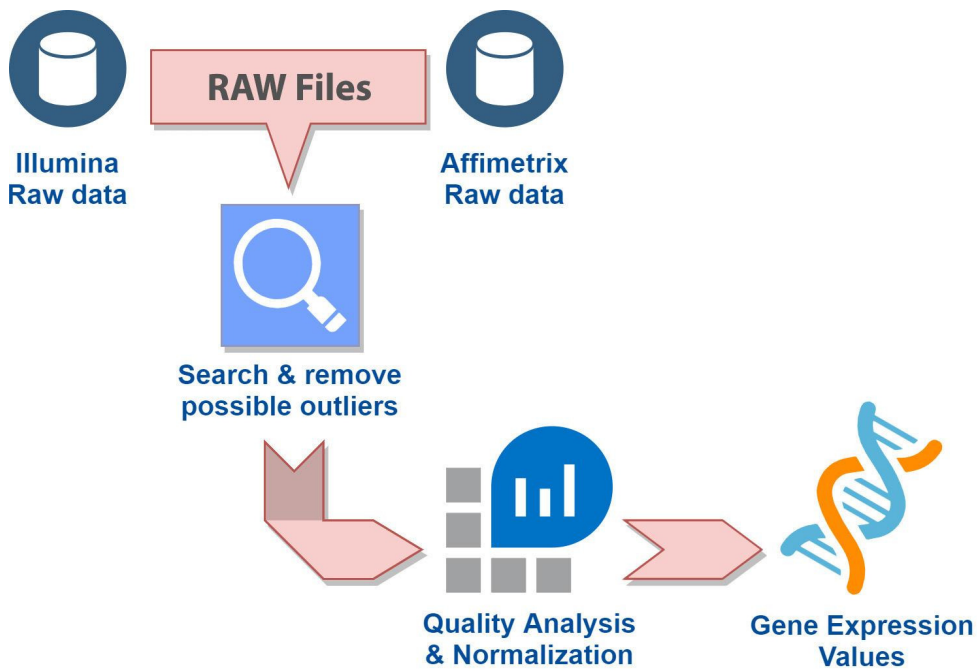 RAW Files
Illumina
Raw data
Affimetrix
Raw data
Search & remove
possible outliers
Quality Analysis
& Normalization
Gene Expression
Values